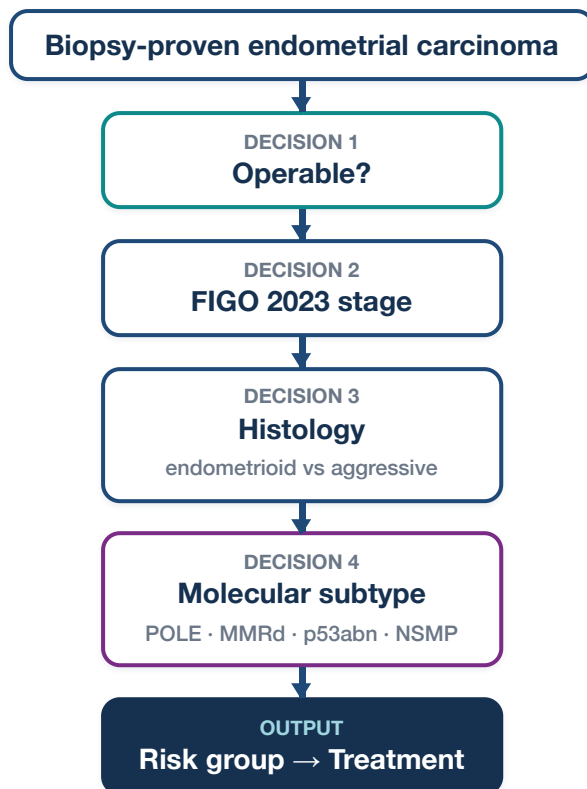 Biopsy-proven endometrial carcinoma
DECISION 1
Operable?
DECISION 2
FIGO 2023 stage
DECISION 3
Histology
endometrioid vs aggressive
DECISION 4
Molecular subtype
POLE · MMRd · p53abn · NSMP
OUTPUT
Risk group → Treatment